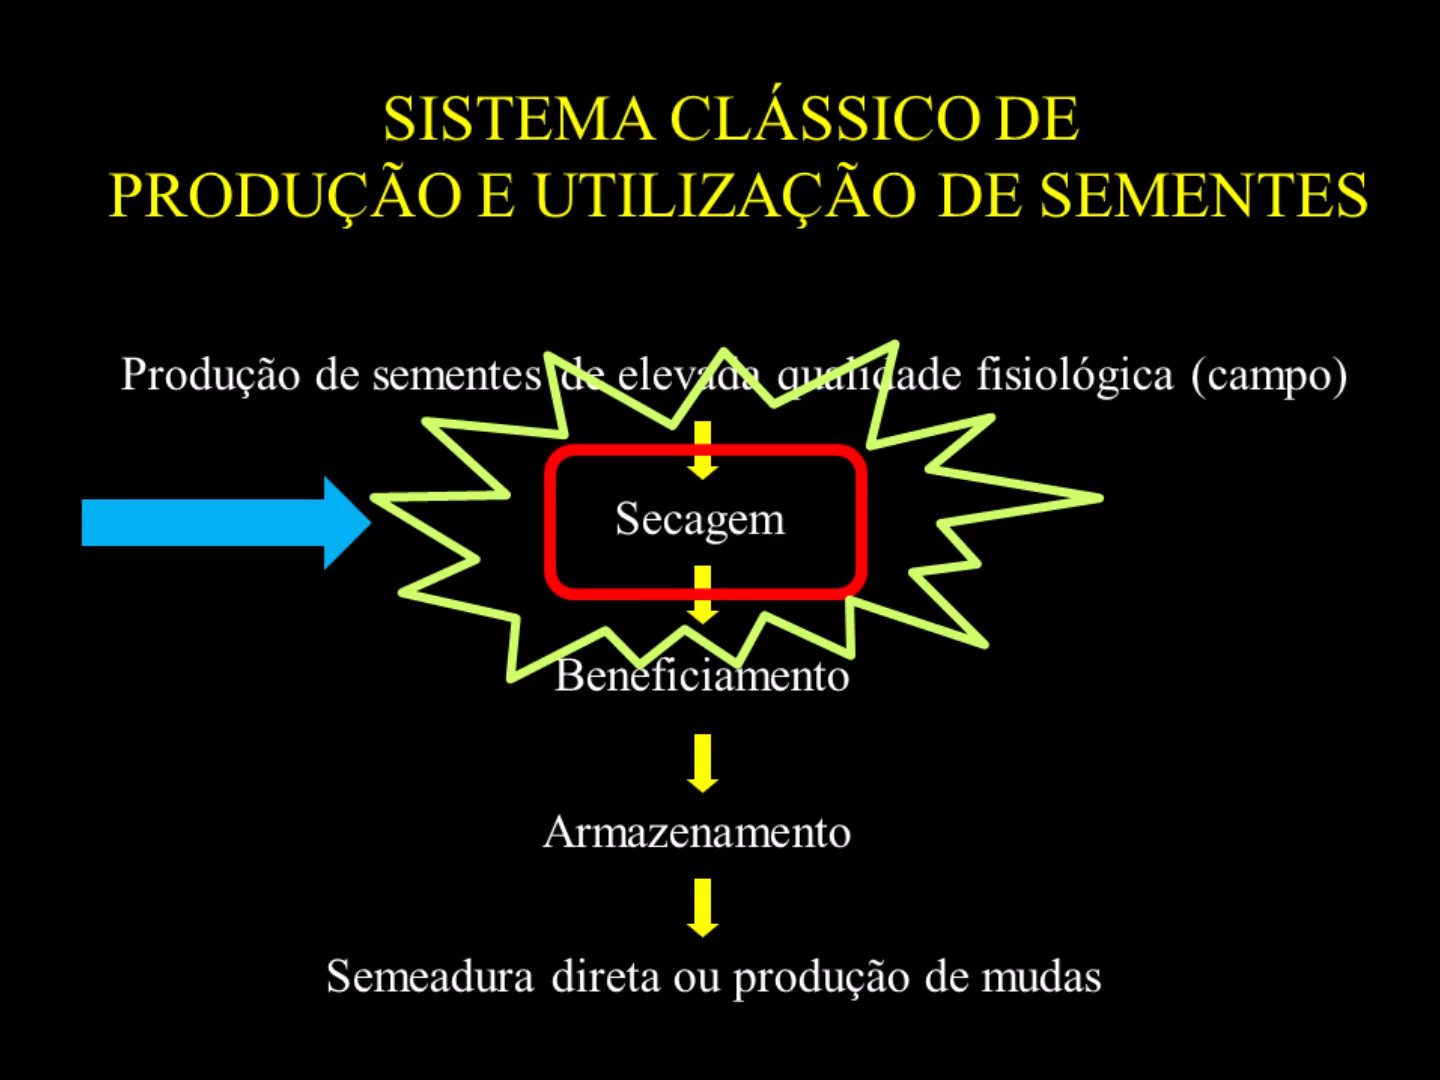 SISTEMA CLÁSSICO DE
PRODUÇÃO E UTILIZAÇÃO DE SEMENTES
Produção de sementes de elevada qualidade fisiológica (campo)
Secagem
Beneficiamento
Armazenamento
Semeadura direta ou produção de mudas